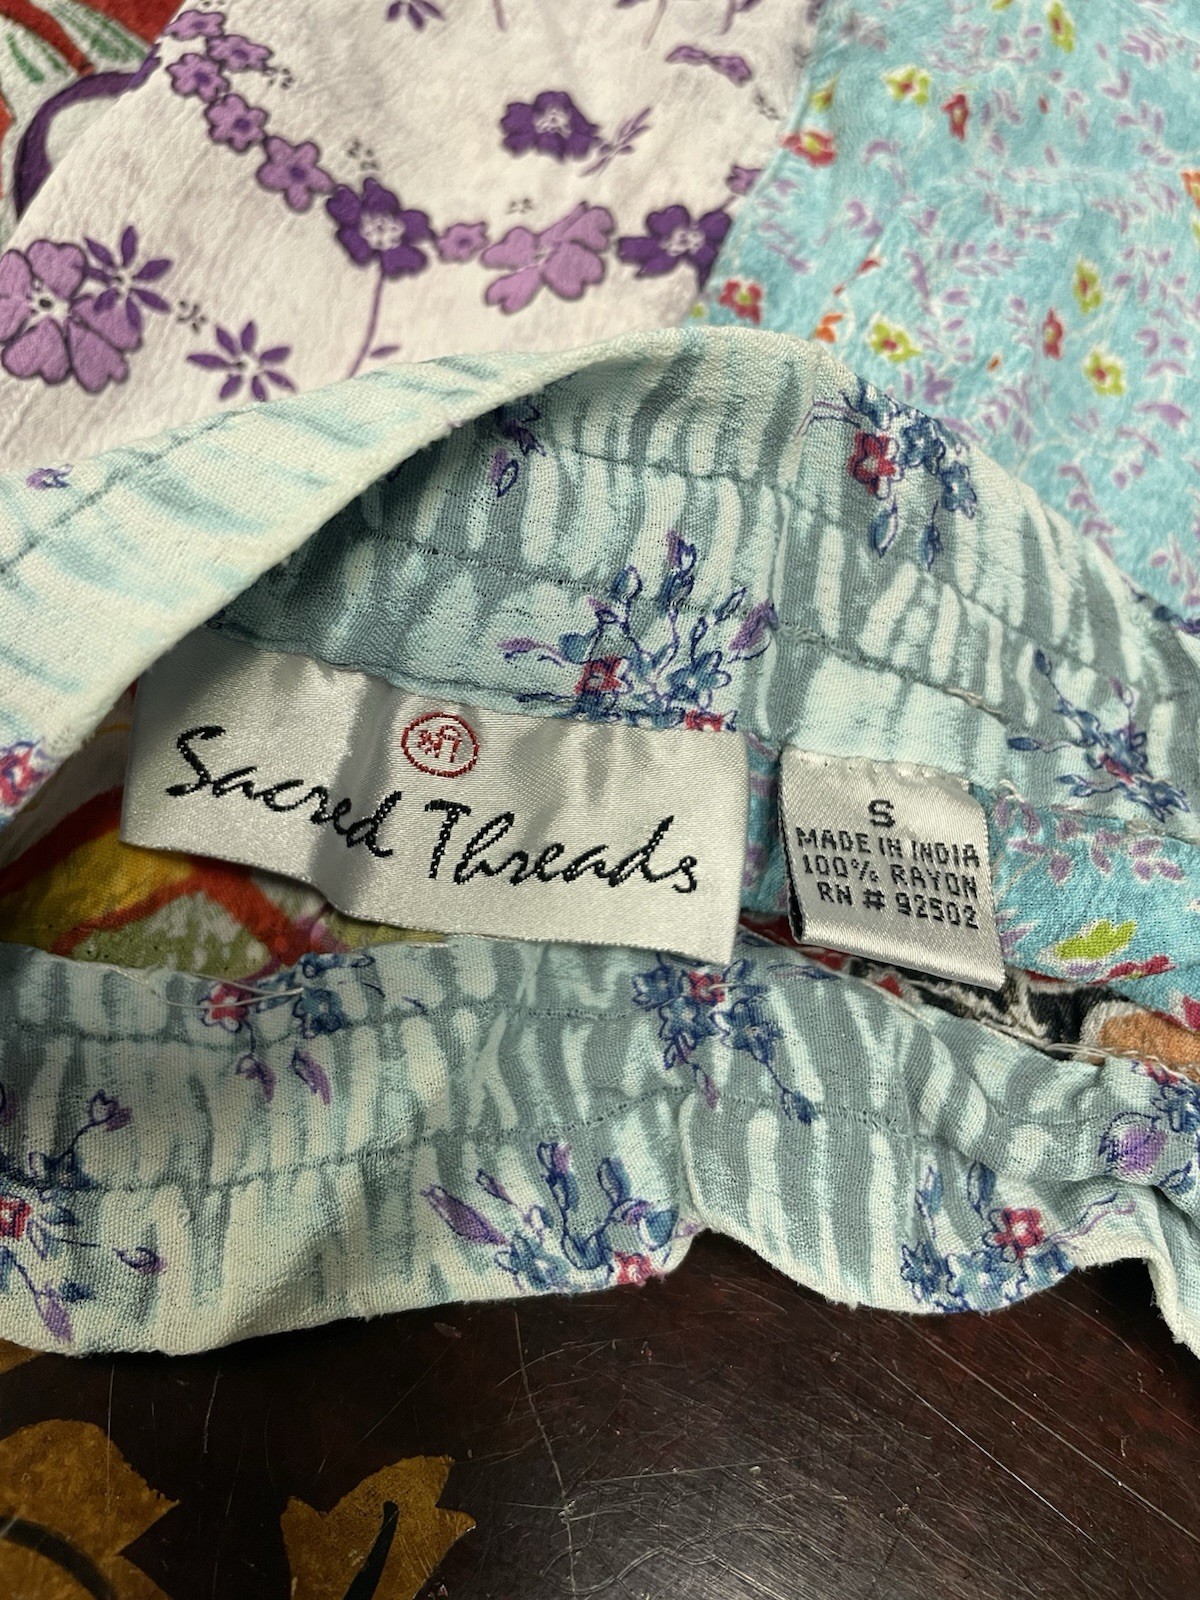 Sacred Threads
S
MADE IN INDIA
100% RAYON
RN # 92502